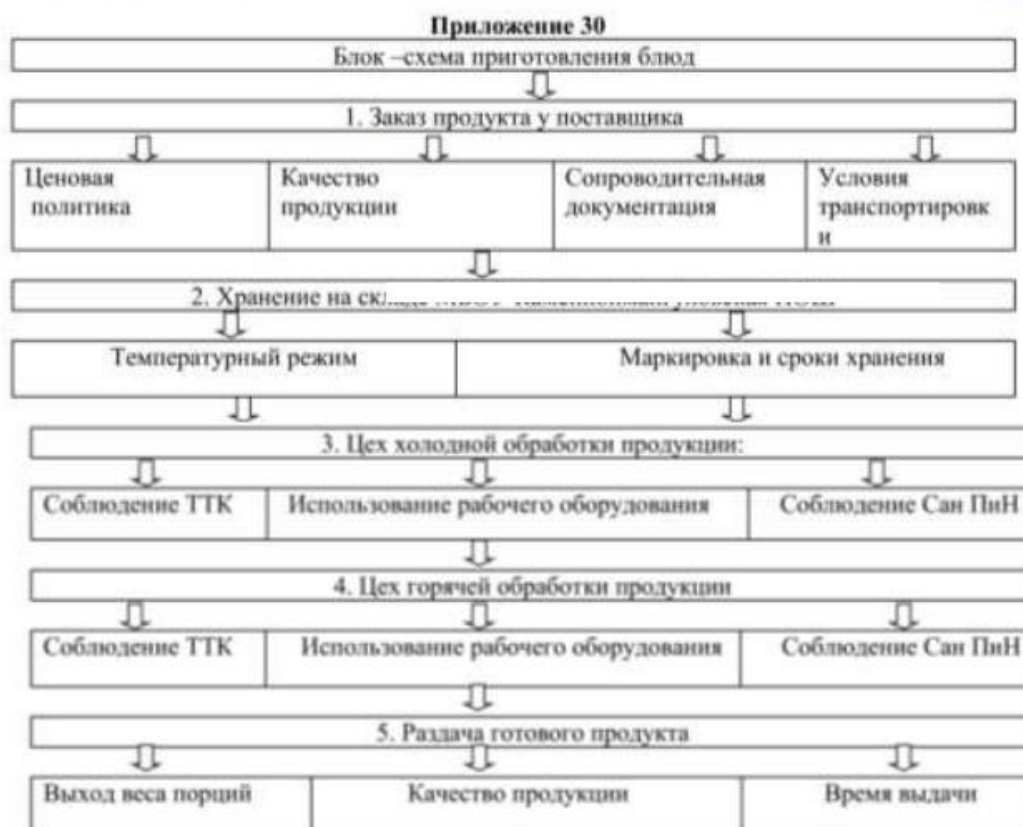 Приложение 30
Блок –схема приготовления блюд
1. Заказ продукта у поставщика
Ценовая
политика
Качество
продукции
Сопроводительная
документация
Условия
транспортировк
и
2. Хранение на
Температурный режим
Маркировка и сроки хранения
3. Цех холодной обработки продукции:
Соблюдение ТТК
Использование рабочего оборудования
Соблюдение Сан ПиН
4. Цех горячей обработки продукции
Соблюдение ТТК
Использование рабочего оборудования
Соблюдение Сан ПиН
5. Раздача готового продукта
Выход веса порций
Качество продукции
Время выдачи